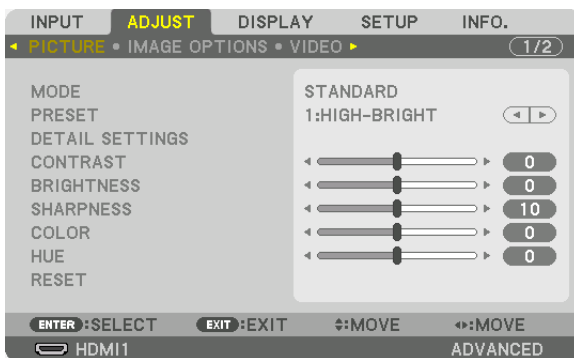 INPUT ADJUST DISPLAY SETUP INFO.
PICTURE • IMAGE OPTIONS • VIDEO 1/2
MODE STANDARD
PRESET 1:HIGH-BRIGHT
DETAIL SETTINGS
CONTRAST 0
BRIGHTNESS 0
SHARPNESS 10
COLOR 0
HUE 0
RESET
ENTER :SELECT EXIT :EXIT :MOVE :MOVE
HDMI1 ADVANCED